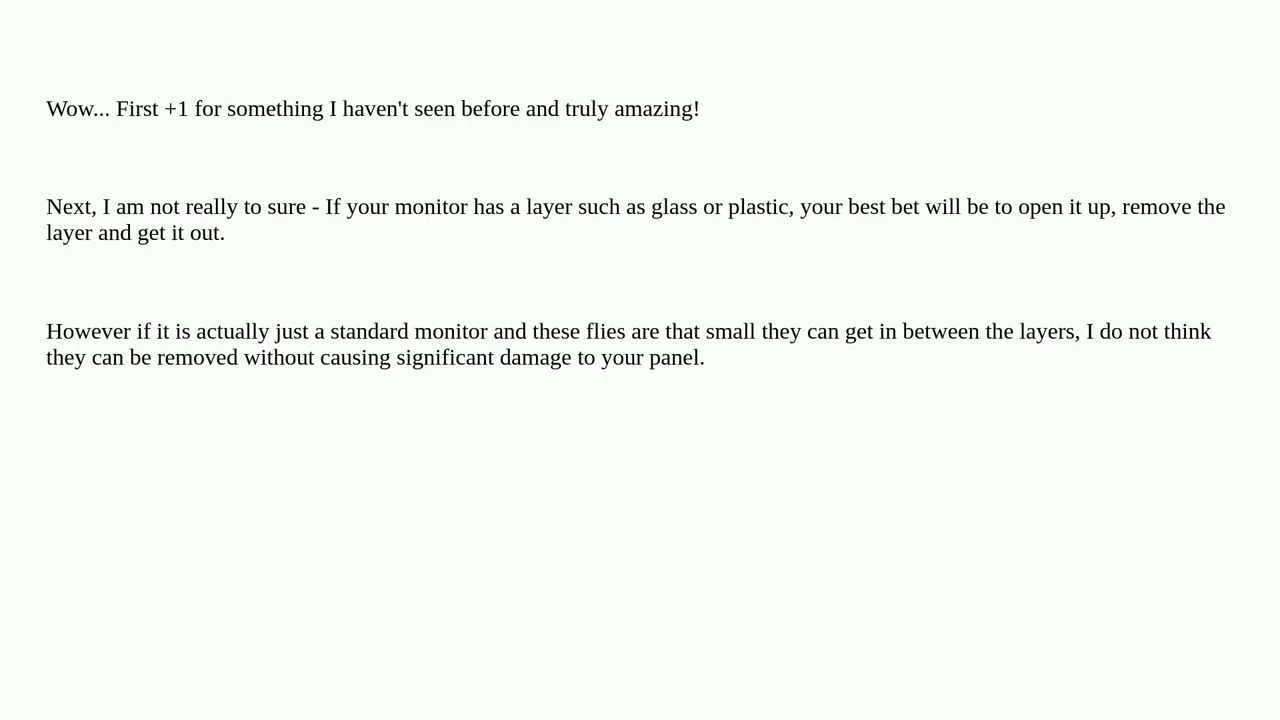 Wow... First +1 for something I haven't seen before and truly amazing!
Next, I am not really to sure - If your monitor has a layer such as glass or plastic, your best bet will be to open it up, remove the
layer and get it out.
However if it is actually just a standard monitor and these flies are that small they can get in between the layers, I do not think
they can be removed without causing significant damage to your panel.